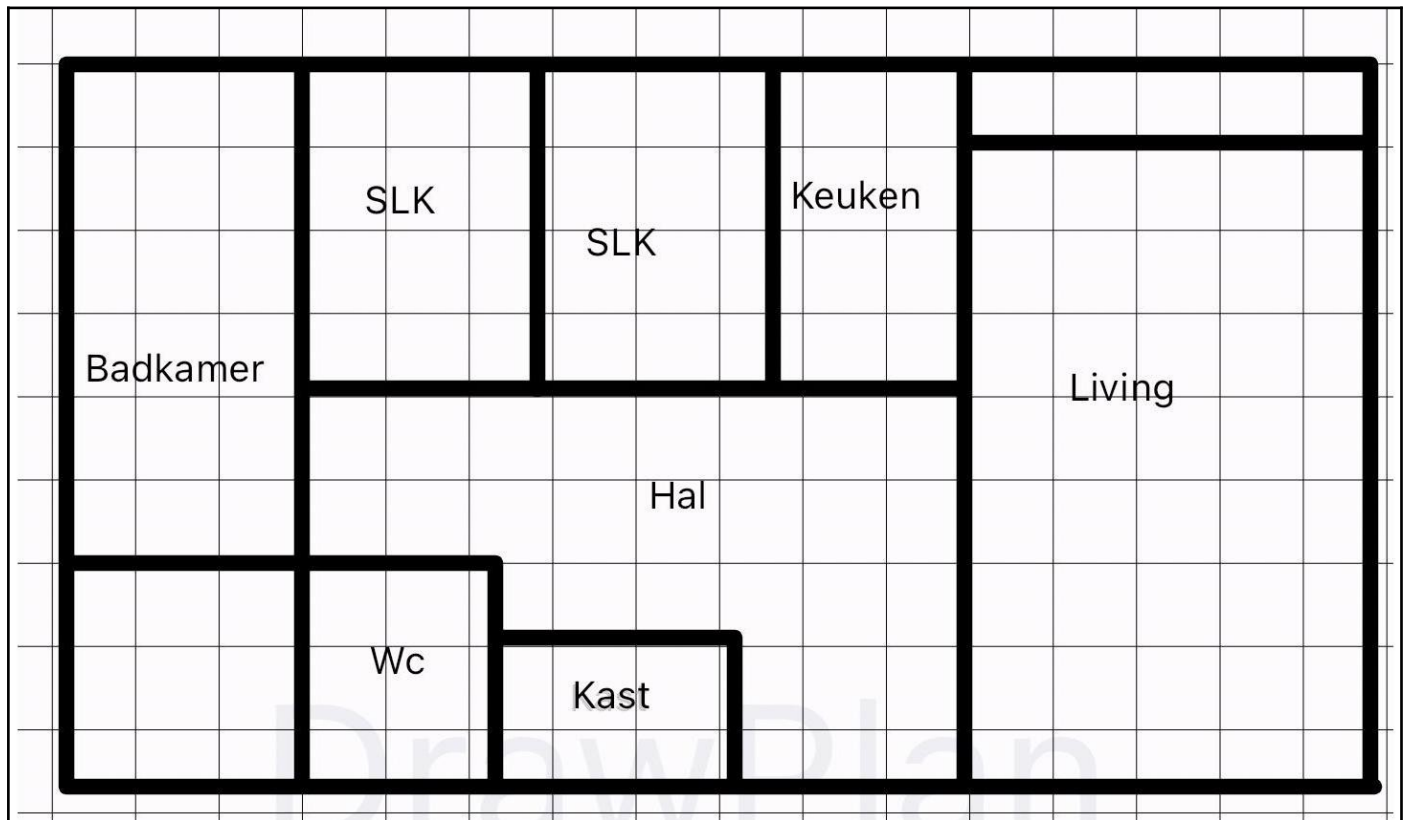 Keuken
SLK
SLK
Badkamer
Living
Hal
Wc
Kast
DrawPlan